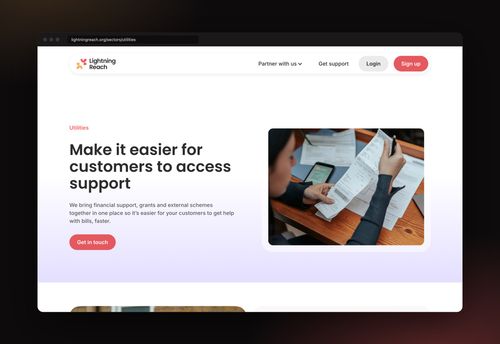 lightningreach.org/sectors/utilities
Lightning
Reach
Partner with us
Get support
Login
Sign up
Utilities
Make it easier for
customers to access
support
We bring financial support, grants and external schemes
together in one place so it's easier for your customers to get help
with bills, faster.
Get in touch